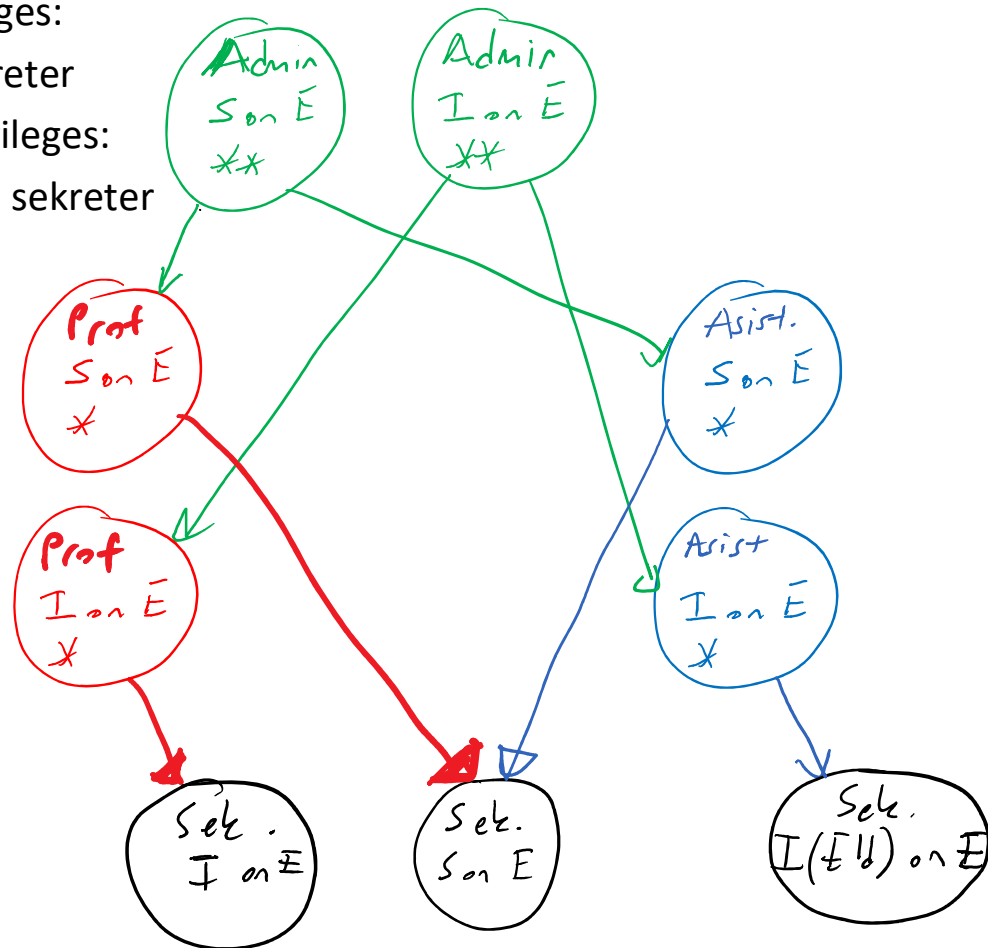 ges:
reter
ileges:
sekreter
Admin
S on E
**
Admin
I on E
**
Prof
S on E
*
Asist.
S on E
*
Prof
I on E
*
Asist
I on E
*
Sek.
I on E
Sek.
S on E
Sek.
I() on E